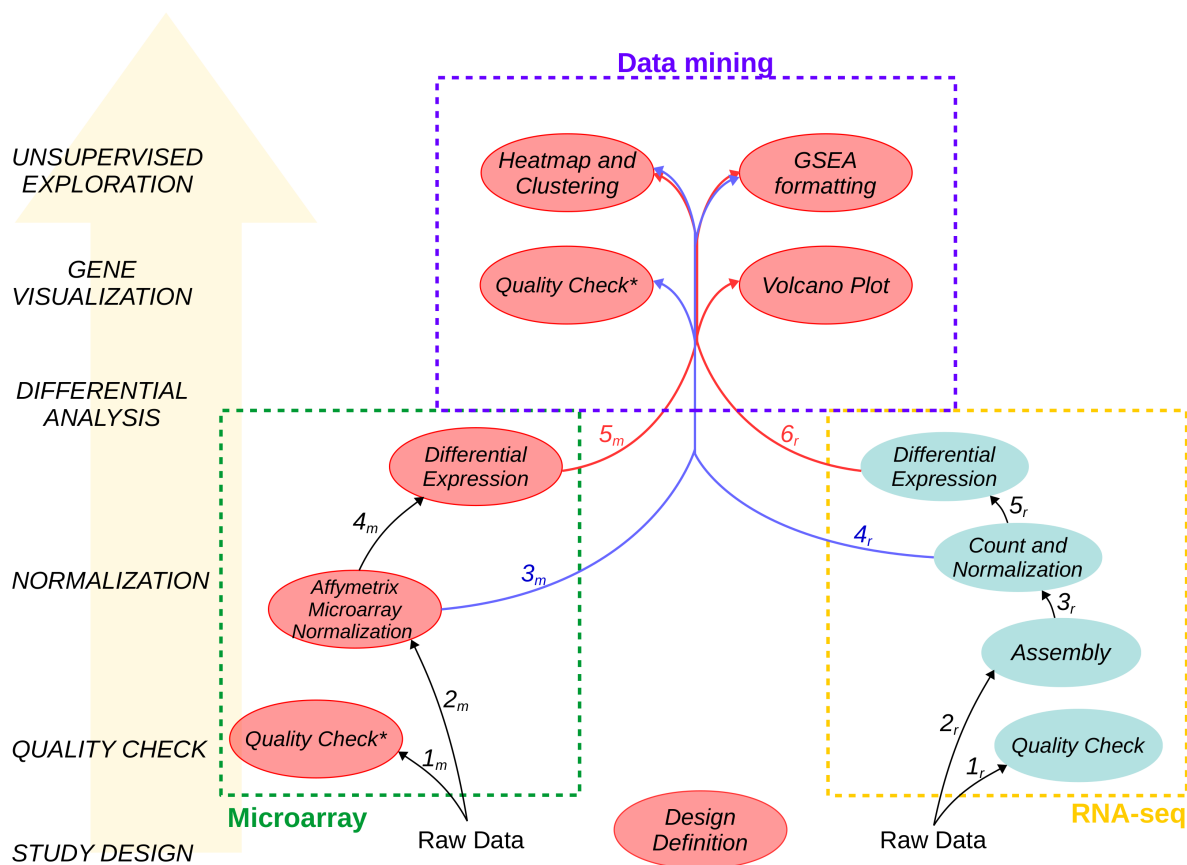 Data mining
UNSUPERVISED
EXPLORATION
Heatmap and
Clustering
GSEA
formatting
GENE
VISUALIZATION
Quality Check*
Volcano Plot
DIFFERENTIAL
ANALYSIS
5m
6r
Differential
Expression
Differential
Expression
4m
5r
3m
4r
Count and
Normalization
NORMALIZATION
Affymetrix
Microarray
Normalization
3r
Assembly
2m
2r
QUALITY CHECK
Quality Check*
1m
1r
Quality Check
Microarray
RNA-seq
Design
Definition
Raw Data
Raw Data
STUDY DESIGN